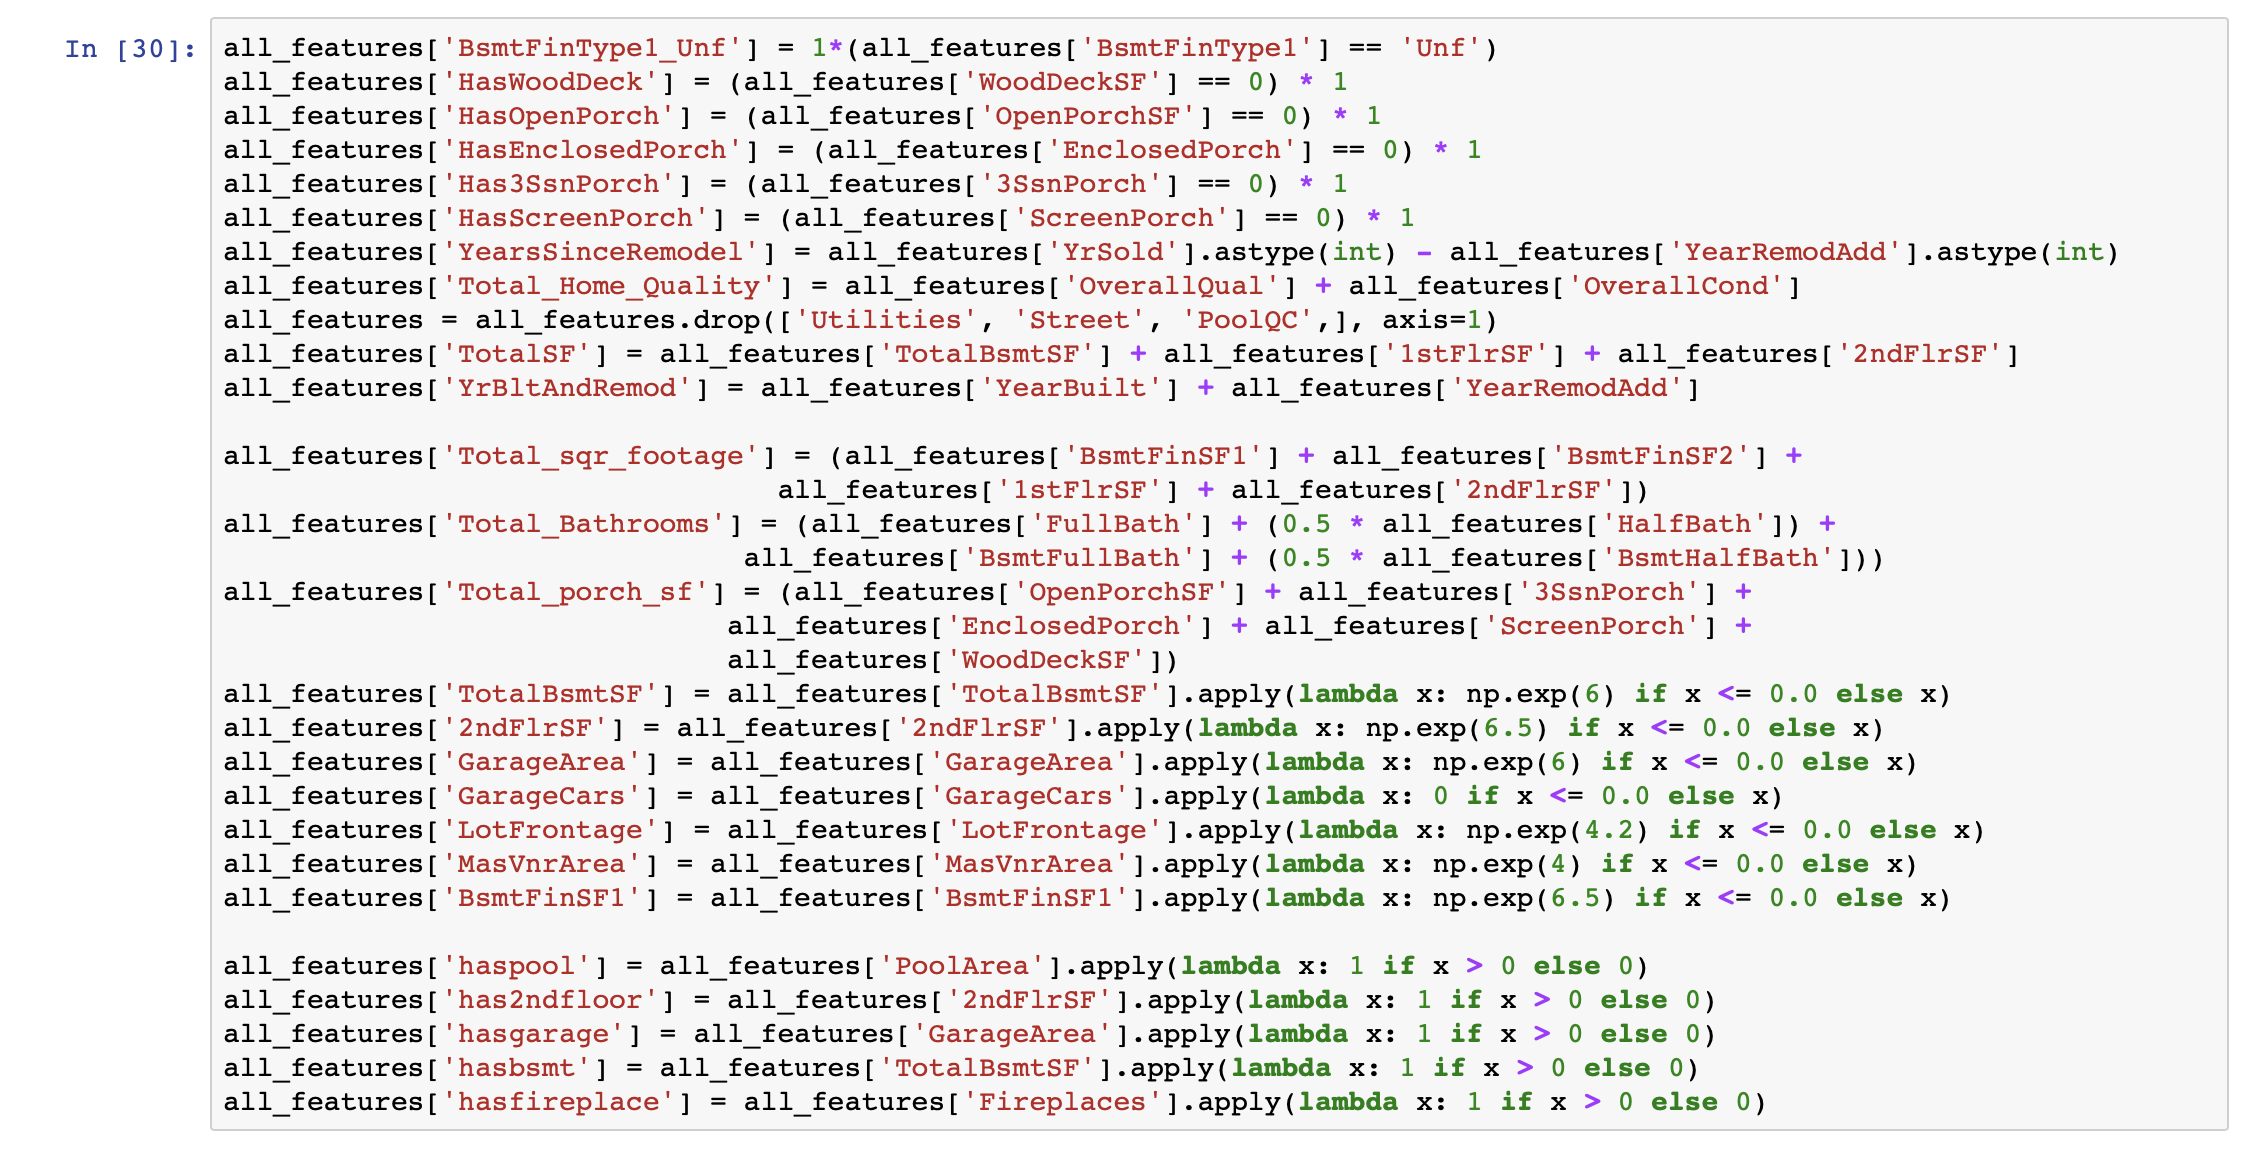 In [30]: all_features['BsmtFinType1_Unf'] = 1*(all_features['BsmtFinType1'] == 'Unf')
all_features['HasWoodDeck'] = (all_features['WoodDeckSF'] == 0) * 1
all_features['HasOpenPorch'] = (all_features['OpenPorchSF'] == 0) * 1
all_features['HasEnclosedPorch'] = (all_features['EnclosedPorch'] == 0) * 1
all_features['Has3SsnPorch'] = (all_features['3SsnPorch'] == 0) * 1
all_features['HasScreenPorch'] = (all_features['ScreenPorch'] == 0) * 1
all_features['YearsSinceRemodel'] = all_features['YrSold'].astype(int) - all_features['YearRemodAdd'].astype(int)
all_features['Total_Home_Quality'] = all_features['OverallQual'] + all_features['OverallCond']
all_features = all_features.drop(['Utilities', 'Street', 'PoolQC',], axis=1)
all_features['TotalSF'] = all_features['TotalBsmtSF'] + all_features['1stFlrSF'] + all_features['2ndFlrSF']
all_features['YrBltAndRemod'] = all_features['YearBuilt'] + all_features['YearRemodAdd']

all_features['Total_sqr_footage'] = (all_features['BsmtFinSF1'] + all_features['BsmtFinSF2'] +
                                 all_features['1stFlrSF'] + all_features['2ndFlrSF'])
all_features['Total_Bathrooms'] = (all_features['FullBath'] + (0.5 * all_features['HalfBath']) +
                               all_features['BsmtFullBath'] + (0.5 * all_features['BsmtHalfBath']))
all_features['Total_porch_sf'] = (all_features['OpenPorchSF'] + all_features['3SsnPorch'] +
                              all_features['EnclosedPorch'] + all_features['ScreenPorch'] +
                              all_features['WoodDeckSF'])
all_features['TotalBsmtSF'] = all_features['TotalBsmtSF'].apply(lambda x: np.exp(6) if x <= 0.0 else x)
all_features['2ndFlrSF'] = all_features['2ndFlrSF'].apply(lambda x: np.exp(6.5) if x <= 0.0 else x)
all_features['GarageArea'] = all_features['GarageArea'].apply(lambda x: np.exp(6) if x <= 0.0 else x)
all_features['GarageCars'] = all_features['GarageCars'].apply(lambda x: 0 if x <= 0.0 else x)
all_features['LotFrontage'] = all_features['LotFrontage'].apply(lambda x: np.exp(4.2) if x <= 0.0 else x)
all_features['MasVnrArea'] = all_features['MasVnrArea'].apply(lambda x: np.exp(4) if x <= 0.0 else x)
all_features['BsmtFinSF1'] = all_features['BsmtFinSF1'].apply(lambda x: np.exp(6.5) if x <= 0.0 else x)

all_features['haspool'] = all_features['PoolArea'].apply(lambda x: 1 if x > 0 else 0)
all_features['has2ndfloor'] = all_features['2ndFlrSF'].apply(lambda x: 1 if x > 0 else 0)
all_features['hasgarage'] = all_features['GarageArea'].apply(lambda x: 1 if x > 0 else 0)
all_features['hasbsmt'] = all_features['TotalBsmtSF'].apply(lambda x: 1 if x > 0 else 0)
all_features['hasfireplace'] = all_features['Fireplaces'].apply(lambda x: 1 if x > 0 else 0)